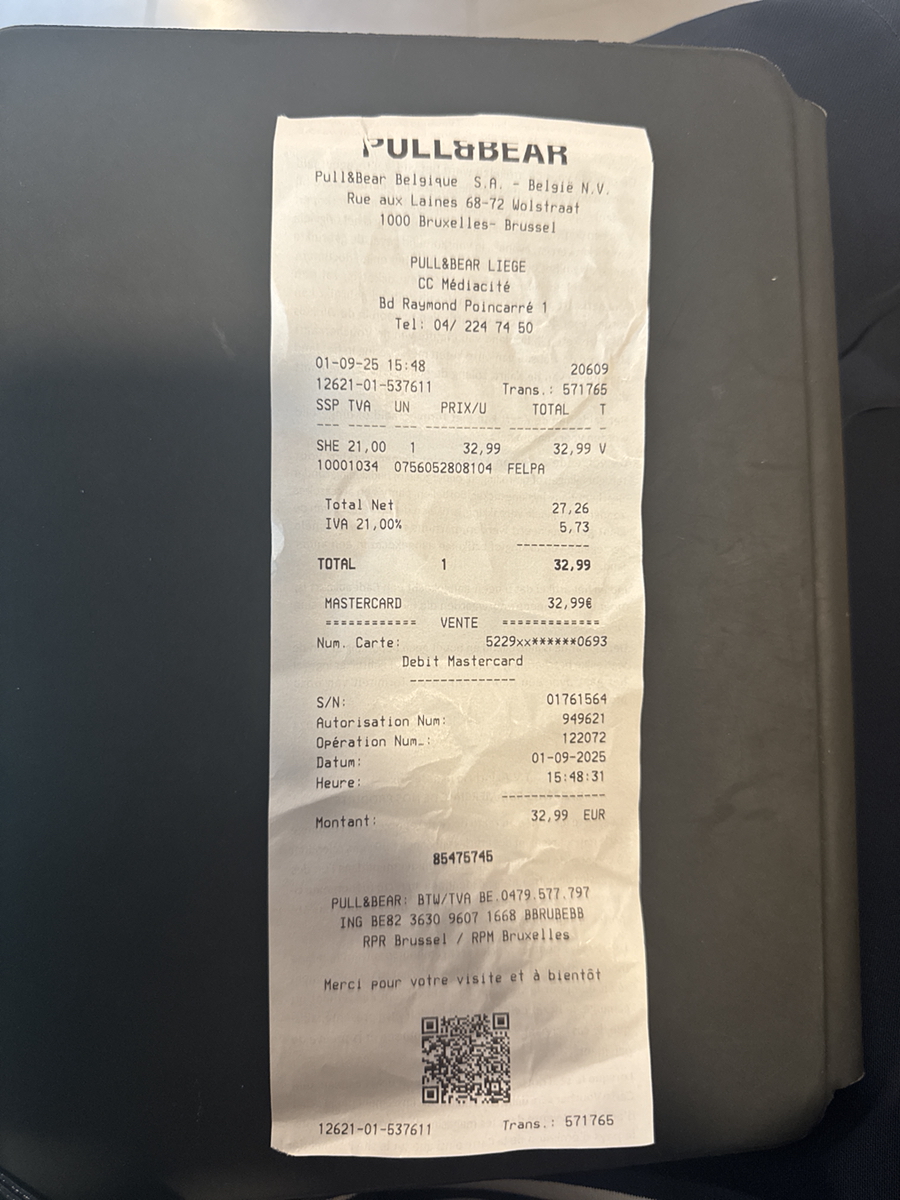 PULL&BEAR
Pull&Bear Belgique S.A. - België N.V.
Rue aux Laines 68-72 Wolstraat
1000 Bruxelles- Brussel
PULL&BEAR LIEGE
CC Médiacité
Bd Raymond Poincarré 1
Tel: 04/ 224 74 50
01-09-25 15:48 20609
12621-01-537611 Trans.: 571765
SSP TVA UN PRIX/U TOTAL T
--- ----- --- ---------- ----------- -
SHE 21,00 1 32,99 32,99 V
10001034 0756052808104 FELPA
Total Net 27,26
IVA 21,00% 5,73
----------
TOTAL 1 32,99
MASTERCARD 32,99€
============ VENTE =============
Num. Carte: 5229xx******0693
Debit Mastercard
--------------
S/N: 01761564
Autorisation Num: 949621
Opération Num_: 122072
Datum: 01-09-2025
Heure: 15:48:31
--------------
Montant: 32,99 EUR
85475745
PULL&BEAR: BTW/TVA BE.0479.577.797
ING BE82 3630 9607 1668 BBRUBEBB
RPR Brussel / RPM Bruxelles
Merci pour votre visite et à bientôt
12621-01-537611 Trans.: 571765